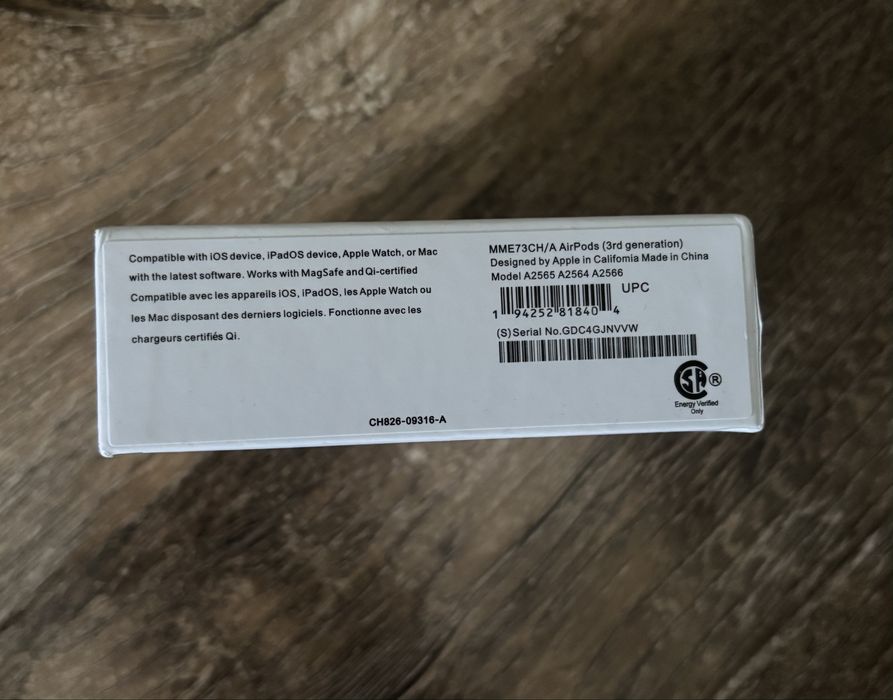 Compatible with iOS device, iPadOS device, Apple Watch, or Mac
with the latest software. Works with MagSafe and Qi-certified
Compatible avec les appareils iOS, iPadOS, les Apple Watch ou
les Mac disposant des derniers logiciels. Fonctionne avec les
chargeurs certifiés Qi.
CH826-09316-A
MME73CH/A AirPods (3rd generation)
Designed by Apple in California Made in China
Model A2565 A2564 A2566
UPC
1 94252 81840 4
(S)Serial No.GDC4GJNVVW
SA ®
Energy Verified
Only